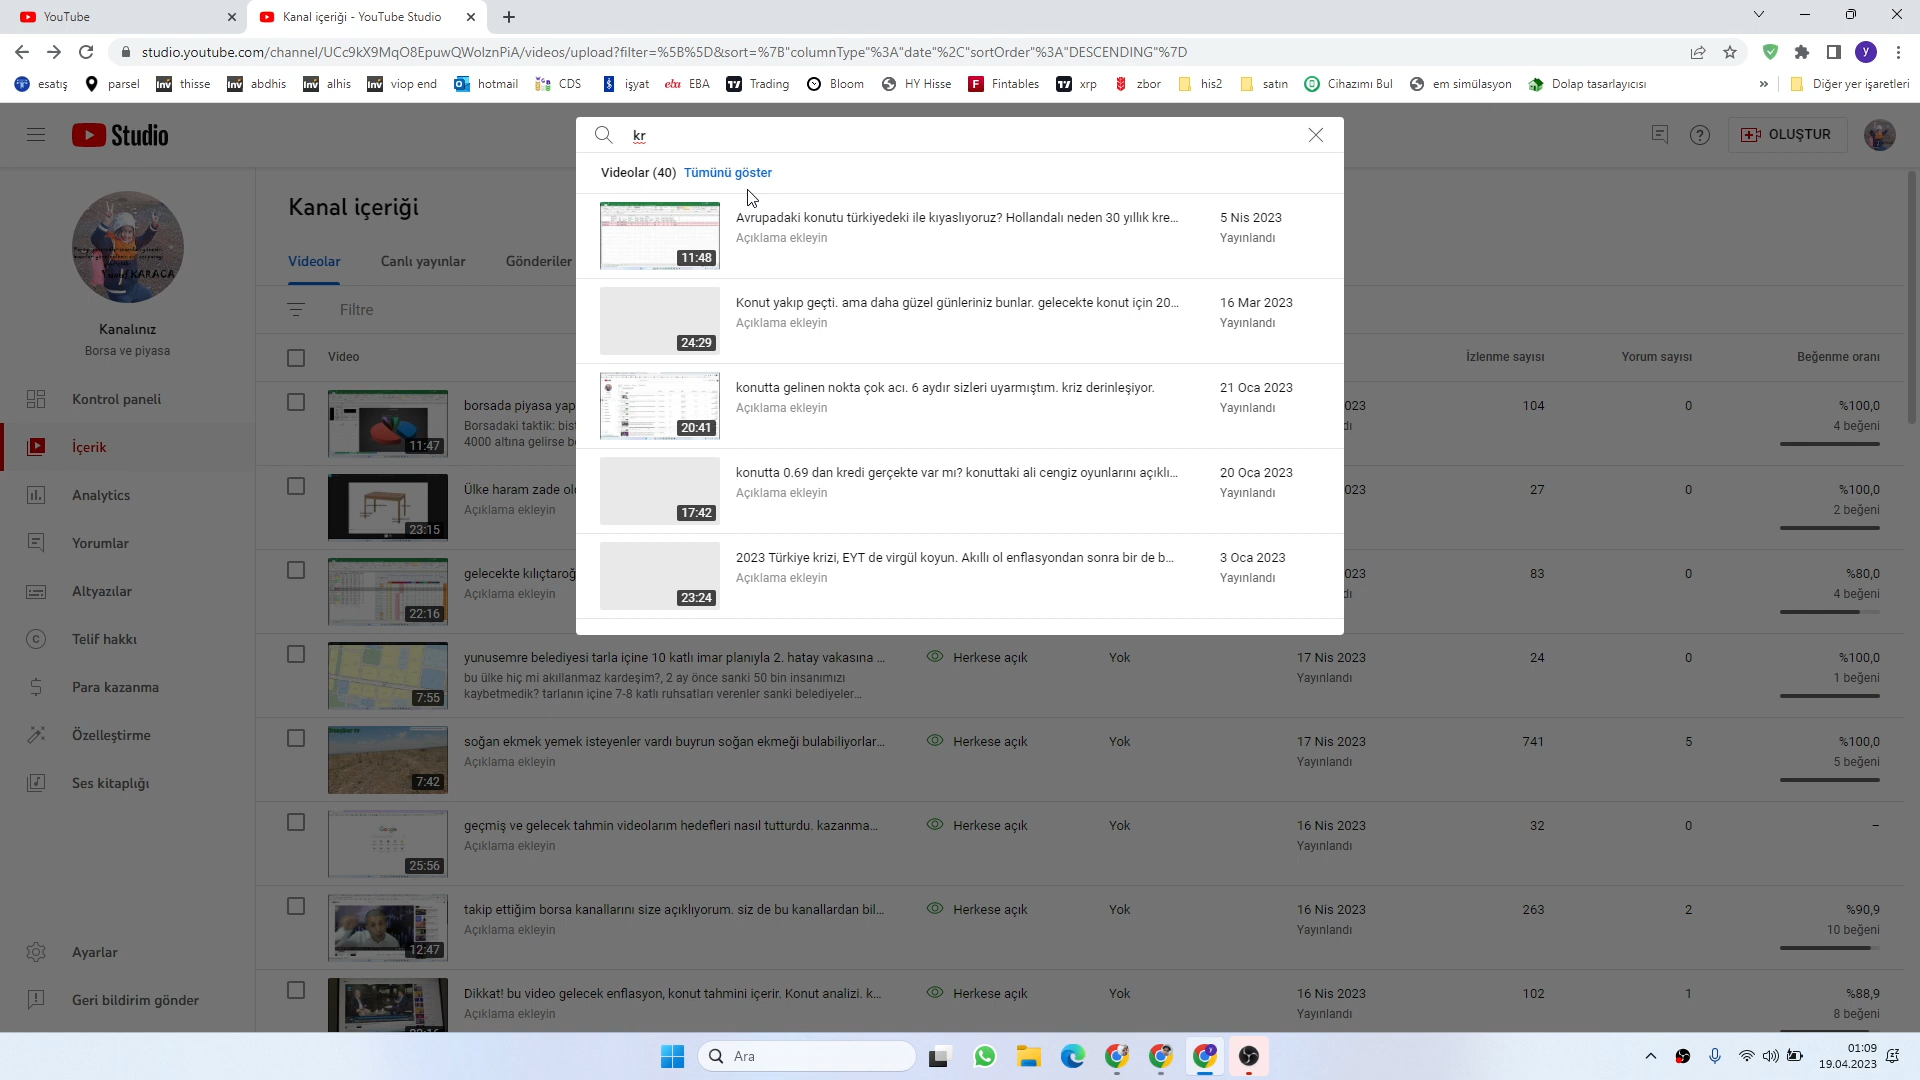 YouTube
Kanal içeriği - YouTube Studio
studio.youtube.com/channel/UCc9kX9MqO8EpuwQWolznPiA/videos/upload?filter=%5B%5D&sort=%7B"columnType"%3A"date"%2C"sortOrder"%3A"DESCENDING"%7D
esatış parsel thisse abdhis alhis viop end hotmail CDS işyat EBA Trading Bloom HY Hisse Fintables xrp zbor his2 satın Cihazımı Bul em simülasyon Dolap tasarlayıcısı » Diğer yer işaretleri
Studio
kr
OLUŞTUR
Videolar (40) Tümünü göster
Avrupadaki konutu türkiyedeki ile kıyaslıyoruz? Hollandalı neden 30 yıllık kre... 5 Nis 2023
Açıklama ekleyin Yayınlandı
11:48
Konut yakıp geçti. ama daha güzel günleriniz bunlar. gelecekte konut için 20... 16 Mar 2023
Açıklama ekleyin Yayınlandı
24:29
konutta gelinen nokta çok acı. 6 aydır sizleri uyarmıştım. kriz derinleşiyor. 21 Oca 2023
Açıklama ekleyin Yayınlandı
20:41
konutta 0.69 dan kredi gerçekte var mı? konuttaki ali cengiz oyunlarını açıklı... 20 Oca 2023
Açıklama ekleyin Yayınlandı
17:42
2023 Türkiye krizi, EYT de virgül koyun. Akıllı ol enflasyondan sonra bir de b... 3 Oca 2023
Açıklama ekleyin Yayınlandı
23:24
Kanalınız
Borsa ve piyasa
Kontrol paneli
İçerik
Analytics
Yorumlar
Altyazılar
Telif hakkı
Para kazanma
Özelleştirme
Ses kitaplığı
Ayarlar
Geri bildirim gönder
Kanal içeriği
Videolar Canlı yayınlar Gönderiler
Filtre
Video İzlenme sayısı Yorum sayısı Beğenme oranı
borsada piyasa yap 023 104 0 %100,0
Borsadaki taktik: bist 4 beğeni
4000 altına gelirse b
11:47
Ülke haram zade ol 023 27 0 %100,0
Açıklama ekleyin 2 beğeni
23:15
gelecekte kılıçtaroğ 023 83 0 %80,0
Açıklama ekleyin 4 beğeni
22:16
yunusemre belediyesi tarla içine 10 katlı imar planıyla 2. hatay vakasına ... Herkese açık Yok 17 Nis 2023 24 0 %100,0
bu ülke hiç mi akıllanmaz kardeşim?, 2 ay önce sanki 50 bin insanımızı Yayınlandı 1 beğeni
kaybetmedik? tarlanın içine 7-8 katlı ruhsatları verenler sanki belediyeler...
7:55
soğan ekmek yemek isteyenler vardı buyrun soğan ekmeği bulabiliyorlar... Herkese açık Yok 17 Nis 2023 741 5 %100,0
Açıklama ekleyin Yayınlandı 5 beğeni
7:42
geçmiş ve gelecek tahmin videolarım hedefleri nasıl tutturdu. kazanma... Herkese açık Yok 16 Nis 2023 32 0 –
Açıklama ekleyin Yayınlandı
25:56
takip ettiğim borsa kanallarını size açıklıyorum. siz de bu kanallardan bil... Herkese açık Yok 16 Nis 2023 263 2 %90,9
Açıklama ekleyin Yayınlandı 10 beğeni
12:47
Dikkat! bu video gelecek enflasyon, konut tahmini içerir. Konut analizi. k... Herkese açık Yok 16 Nis 2023 102 1 %88,9
Açıklama ekleyin Yayınlandı 8 beğeni
Ara
01:09
19.04.2023